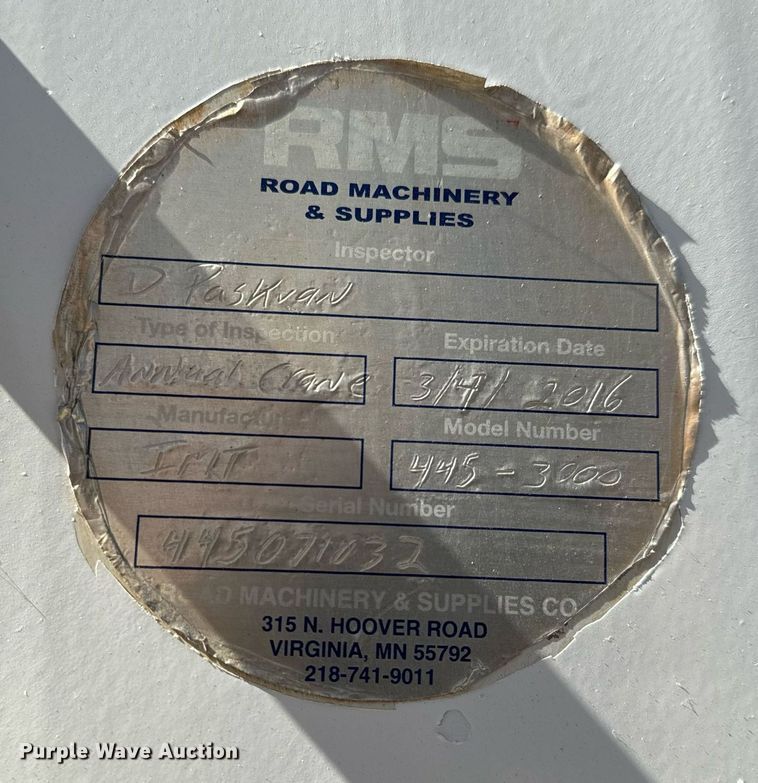 RMS
ROAD MACHINERY
& SUPPLIES
Inspector
D Paskvan
Type of Inspection
Expiration Date
Annual Crane
3/4/2016
Manufacturer
Model Number
IMT
445-3000
Serial Number
445071032
ROAD MACHINERY & SUPPLIES CO
315 N. HOOVER ROAD
VIRGINIA, MN 55792
218-741-9011
Purple Wave Auction